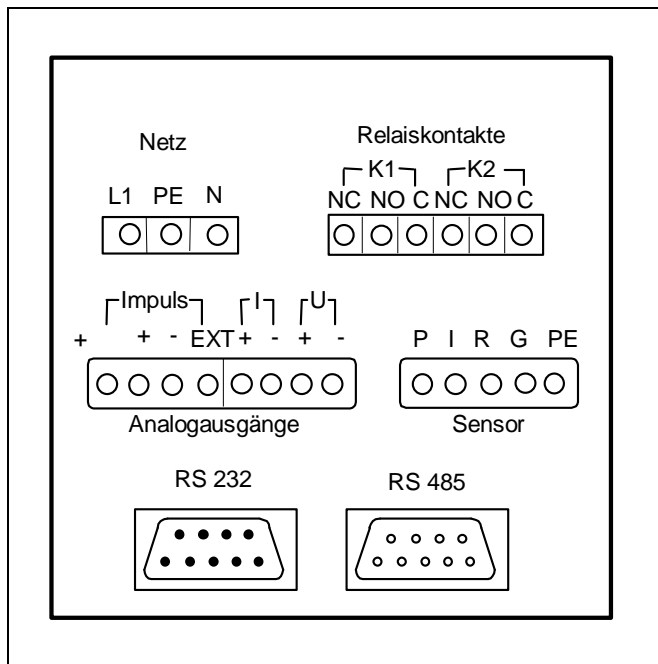 Netz
Relaiskontakte
K1 K2
L1 PE N
NC NO C NC NO C
Impuls I U
+ + - EXT + - + -
P I R G PE
Analogausgänge
Sensor
RS 232
RS 485